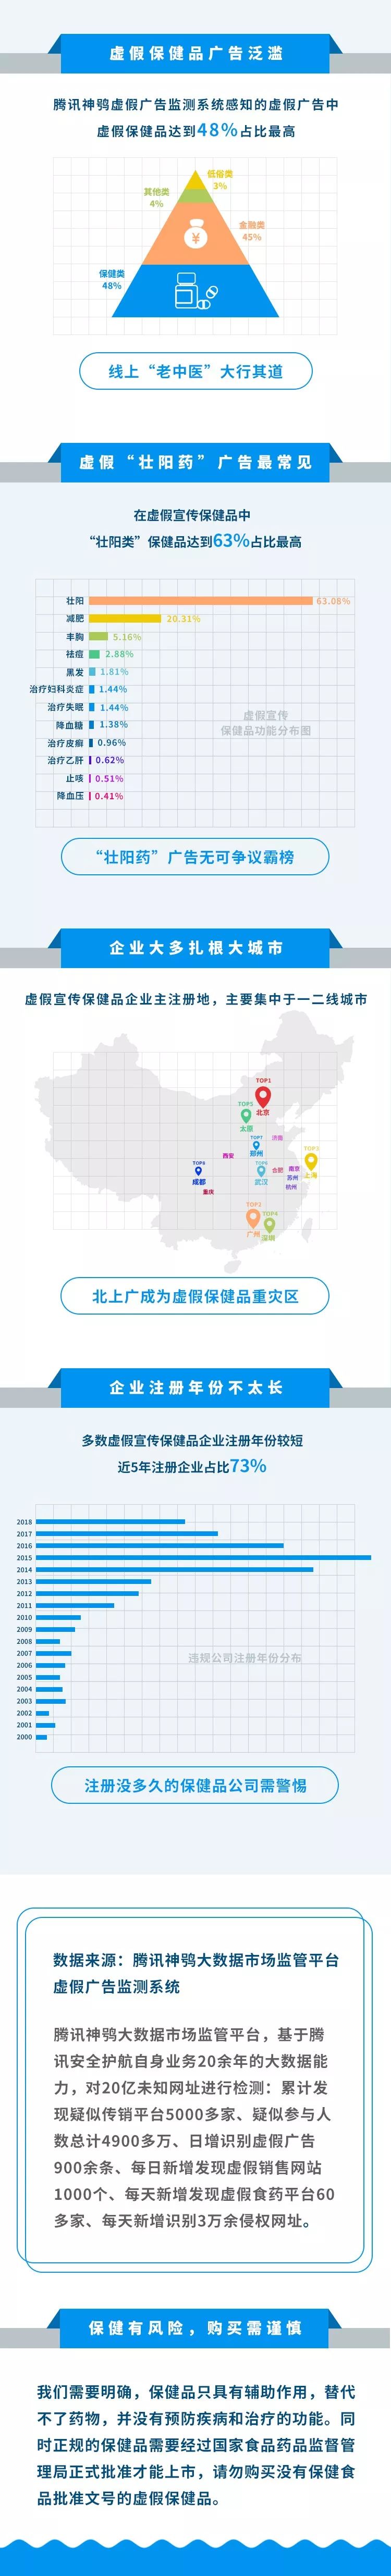 虚假保健品广告泛滥
腾讯神鸮虚假广告监测系统感知的虚假广告中
虚假保健品达到48%占比最高
低俗类
3%
其他类
4%
金融类
45%
¥
保健类
48%
线上“老中医”大行其道
虚假“壮阳药”广告最常见
在虚假宣传保健品中
“壮阳类”保健品达到63%占比最高
壮阳 63.08%
减肥 20.31%
丰胸 5.16%
祛痘 2.88%
黑发 1.81%
治疗妇科炎症 1.44%
治疗失眠 1.44%
降血糖 1.38%
治疗皮癣 0.96%
治疗乙肝 0.62%
止咳 0.51%
降血压 0.41%
虚假宣传
保健品功能分布图
“壮阳药”广告无可争议霸榜
企业大多扎根大城市
虚假宣传保健品企业主注册地，主要集中于一二线城市
TOP1
北京
TOP5
太原
TOP7
郑州
济南
西安
TOP3
上海
TOP8
成都
TOP6
武汉
合肥
南京
苏州
杭州
重庆
TOP2
广州
TOP4
深圳
北上广成为虚假保健品重灾区
企业注册年份不太长
多数虚假宣传保健品企业注册年份较短
近5年注册企业占比73%
2018
2017
2016
2015
2014
2013
2012
2011
2010
2009
2008
2007
2006
2005
2004
2003
2002
2001
2000
违规公司注册年份分布
注册没多久的保健品公司需警惕
数据来源：腾讯神鸮大数据市场监管平台
虚假广告监测系统
腾讯神鸮大数据市场监管平台，基于腾
讯安全护航自身业务20余年的大数据能
力，对20亿未知网址进行检测：累计发
现疑似传销平台5000多家、疑似参与人
数总计4900多万、日增识别虚假广告
900余条、每日新增发现虚假销售网站
1000个、每天新增发现虚假食药平台60
多家、每天新增识别3万余侵权网址。
保健有风险，购买需谨慎
我们需要明确，保健品只具有辅助作用，替代
不了药物，并没有预防疾病和治疗的功能。同
时正规的保健品需要经过国家食品药品监督管
理局正式批准才能上市，请勿购买没有保健食
品批准文号的虚假保健品。